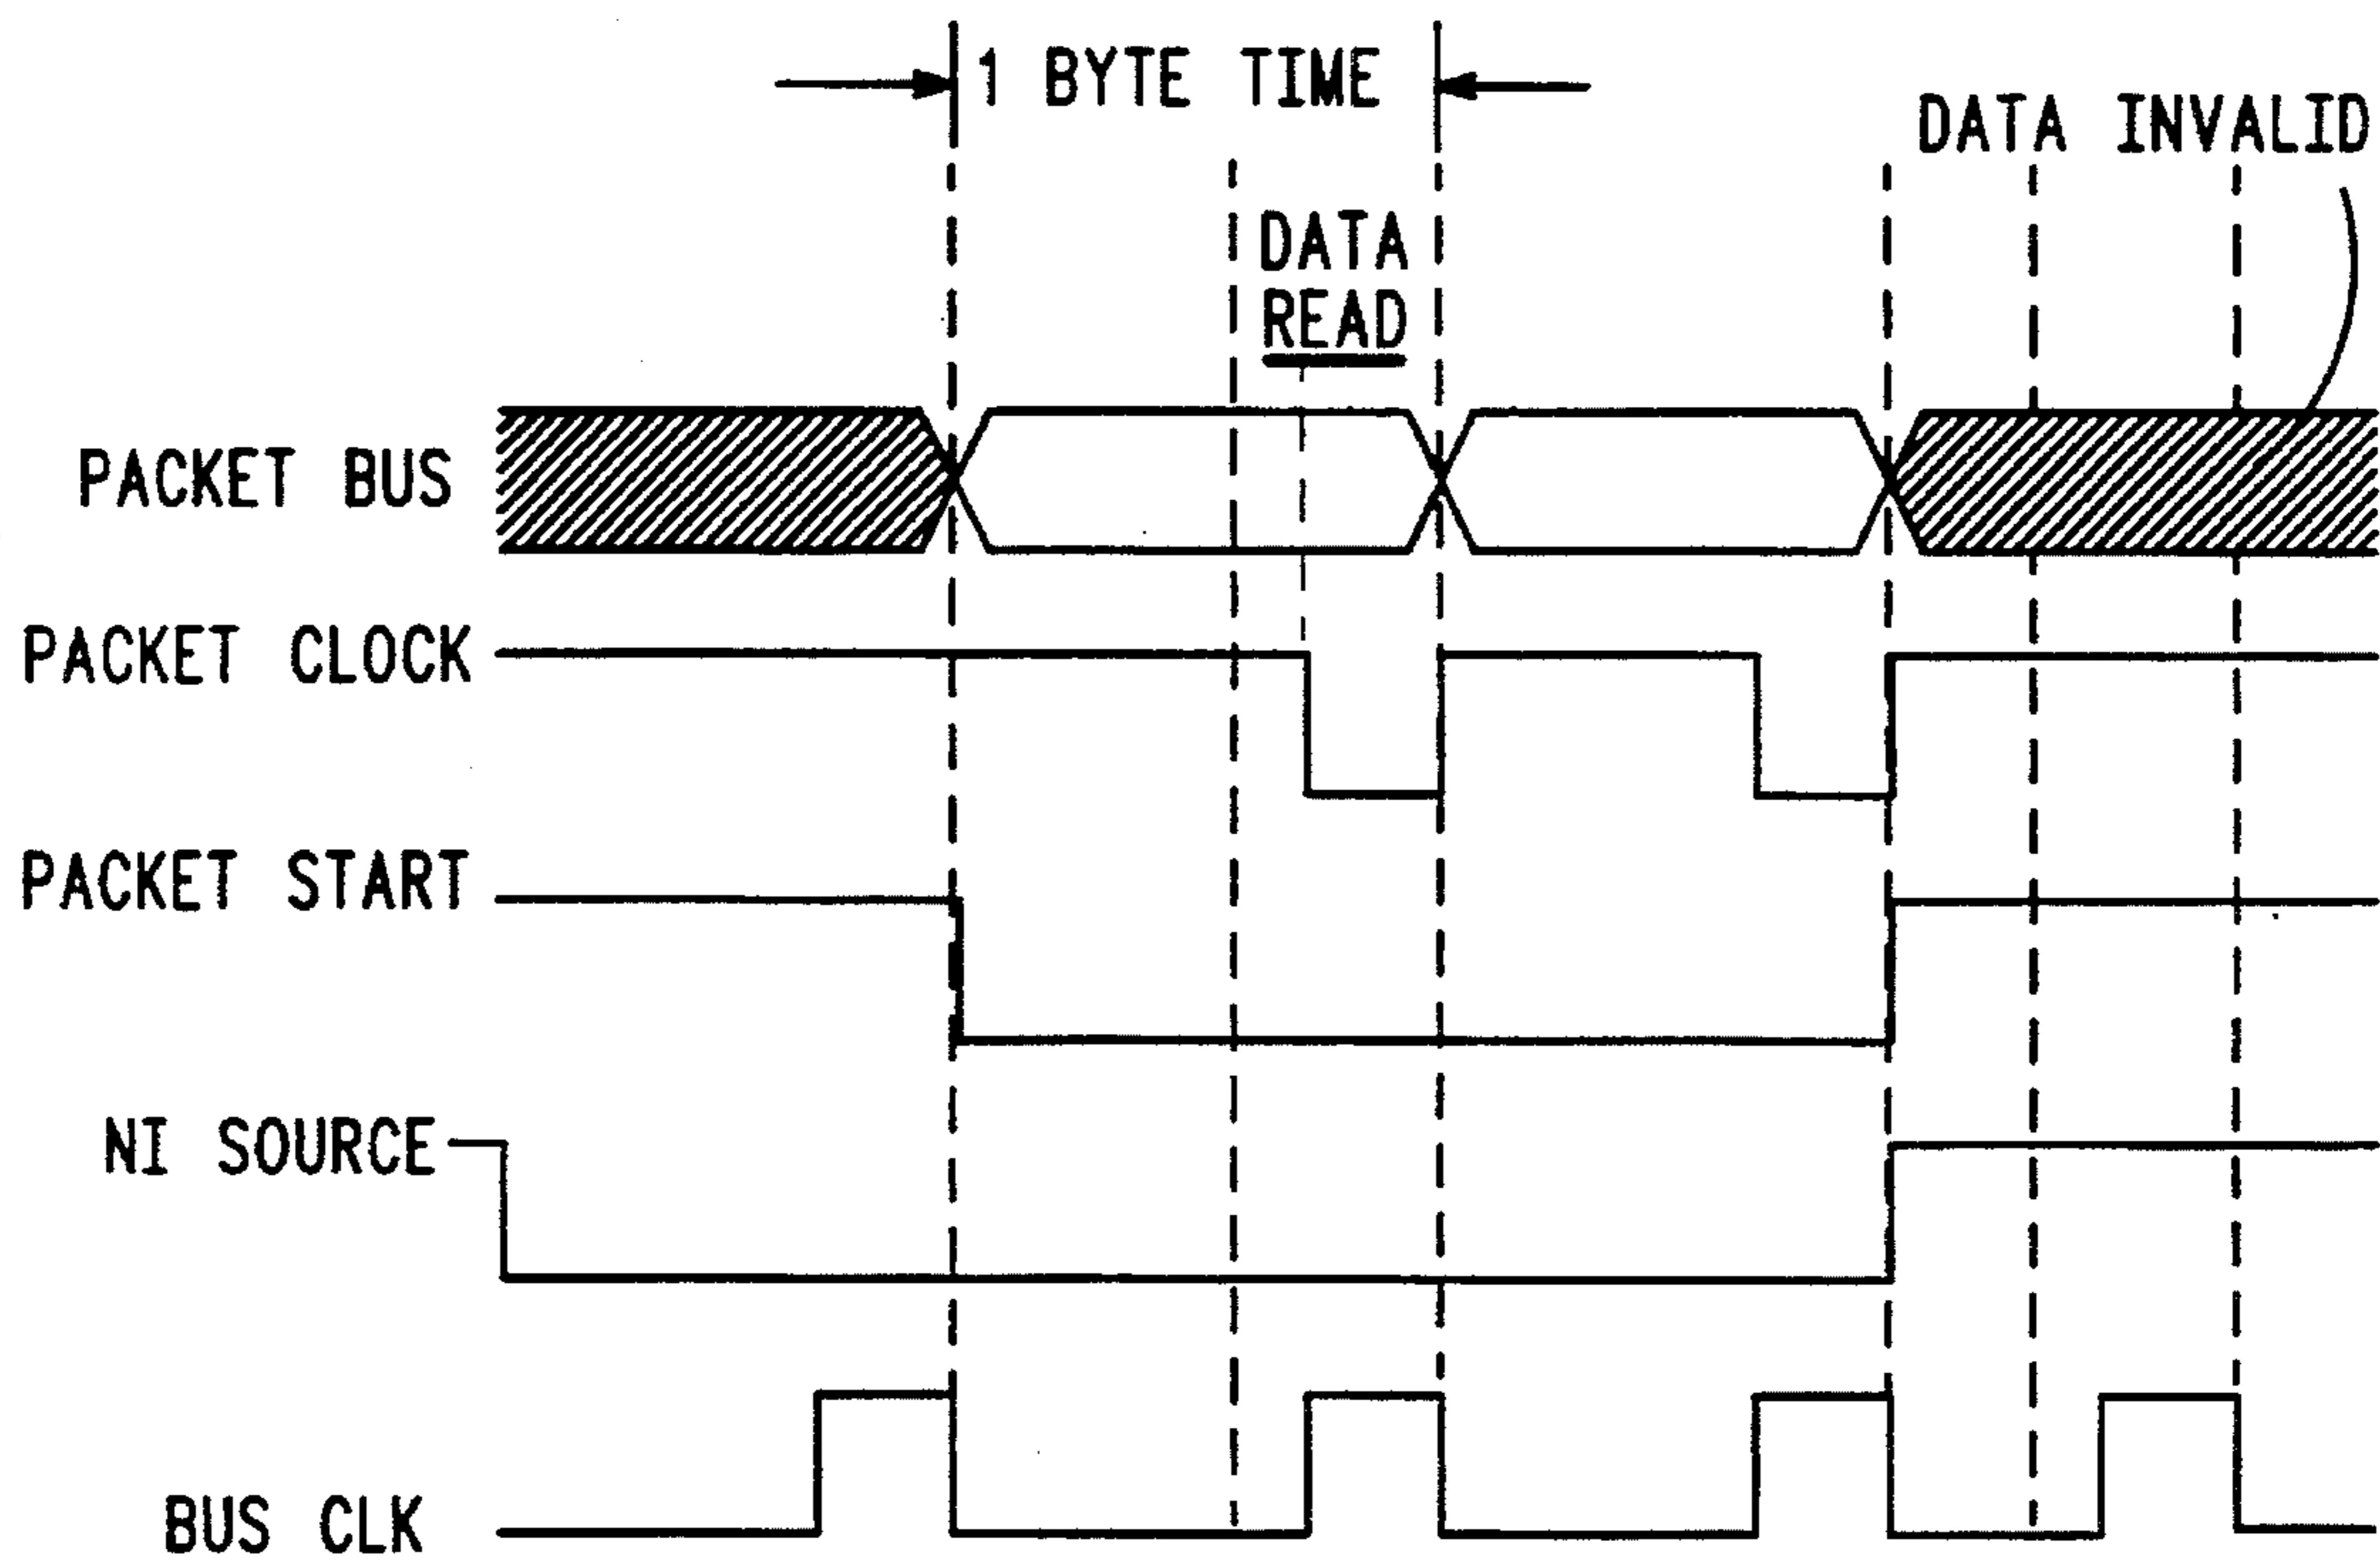 1 BYTE TIME
DATA INVALID
DATA
READ
PACKET BUS
PACKET CLOCK
PACKET START
NI SOURCE
BUS CLK